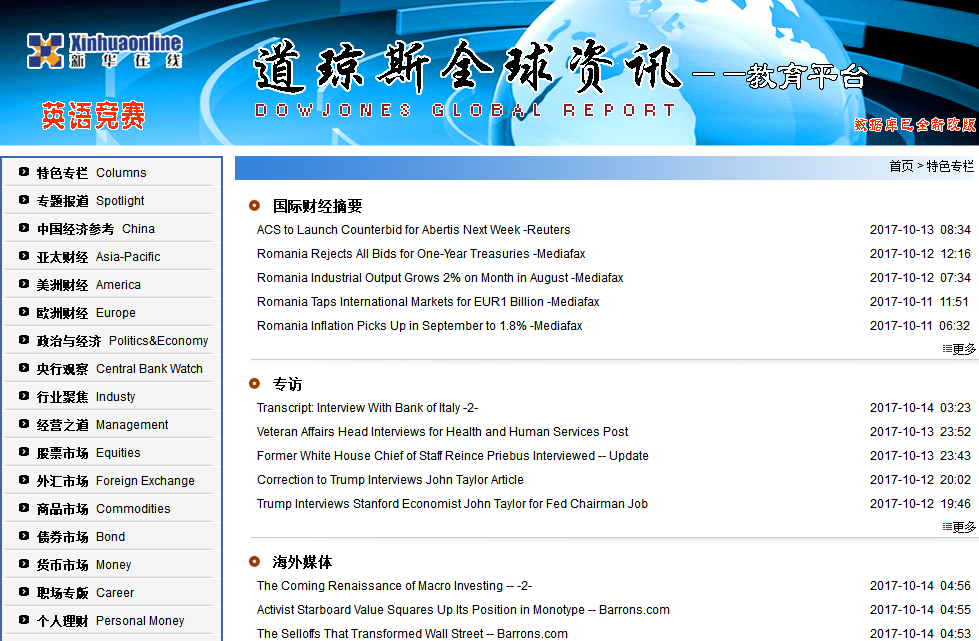 Xinhuaonline
新华在线
道琼斯全球资讯——教育平台
DOWJONES GLOBAL REPORT
英语竞赛
数据库已全新改版
特色专栏 Columns
专题报道 Spotlight
中国经济参考 China
亚太财经 Asia-Pacific
美洲财经 America
欧洲财经 Europe
政治与经济 Politics&Economy
央行观察 Central Bank Watch
行业聚焦 Industy
经营之道 Management
股票市场 Equities
外汇市场 Foreign Exchange
商品市场 Commodities
债券市场 Bond
货币市场 Money
职场专版 Career
个人理财 Personal Money
首页 > 特色专栏
国际财经摘要
ACS to Launch Counterbid for Abertis Next Week -Reuters 2017-10-13 08:34
Romania Rejects All Bids for One-Year Treasuries -Mediafax 2017-10-12 12:16
Romania Industrial Output Grows 2% on Month in August -Mediafax 2017-10-12 07:34
Romania Taps International Markets for EUR1 Billion -Mediafax 2017-10-11 11:51
Romania Inflation Picks Up in September to 1.8% -Mediafax 2017-10-11 06:32
更多
专访
Transcript: Interview With Bank of Italy -2- 2017-10-14 03:23
Veteran Affairs Head Interviews for Health and Human Services Post 2017-10-13 23:52
Former White House Chief of Staff Reince Priebus Interviewed -- Update 2017-10-13 23:43
Correction to Trump Interviews John Taylor Article 2017-10-12 20:02
Trump Interviews Stanford Economist John Taylor for Fed Chairman Job 2017-10-12 19:46
更多
海外媒体
The Coming Renaissance of Macro Investing -- -2- 2017-10-14 04:56
Activist Starboard Value Squares Up Its Position in Monotype -- Barrons.com 2017-10-14 04:55
The Selloffs That Transformed Wall Street -- Barrons.com 2017-10-14 04:53